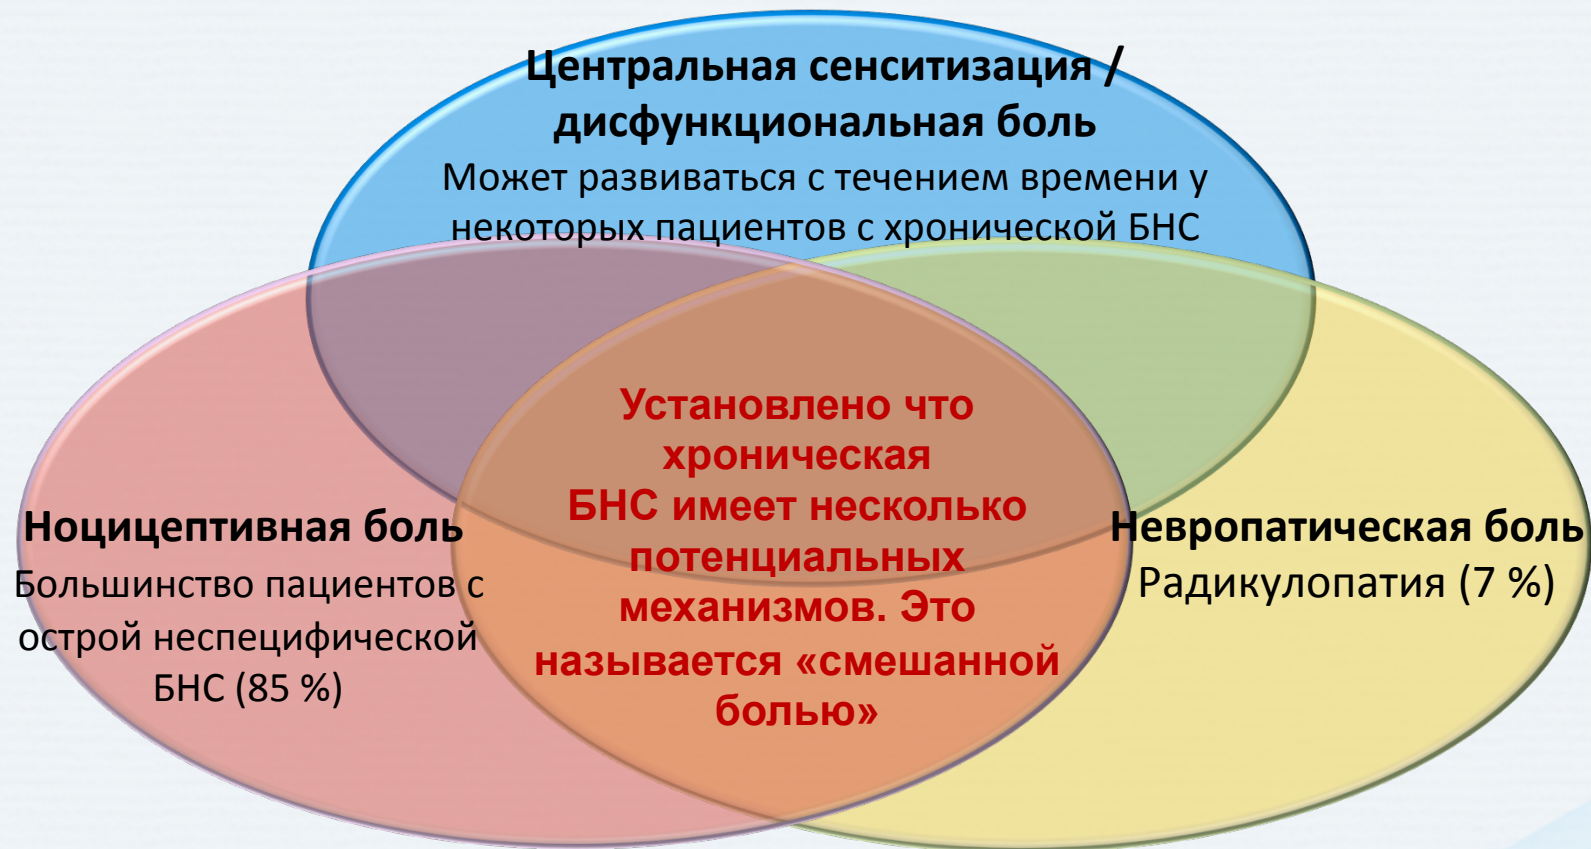 Центральная сенситизация /
дисфункциональная боль
Может развиваться с течением времени у
некоторых пациентов с хронической БНС
Ноцицептивная боль
Большинство пациентов с
острой неспецифической
БНС (85 %)
Установлено что
хроническая
БНС имеет несколько
потенциальных
механизмов. Это
называется «смешанной
болью»
Невропатическая боль
Радикулопатия (7 %)